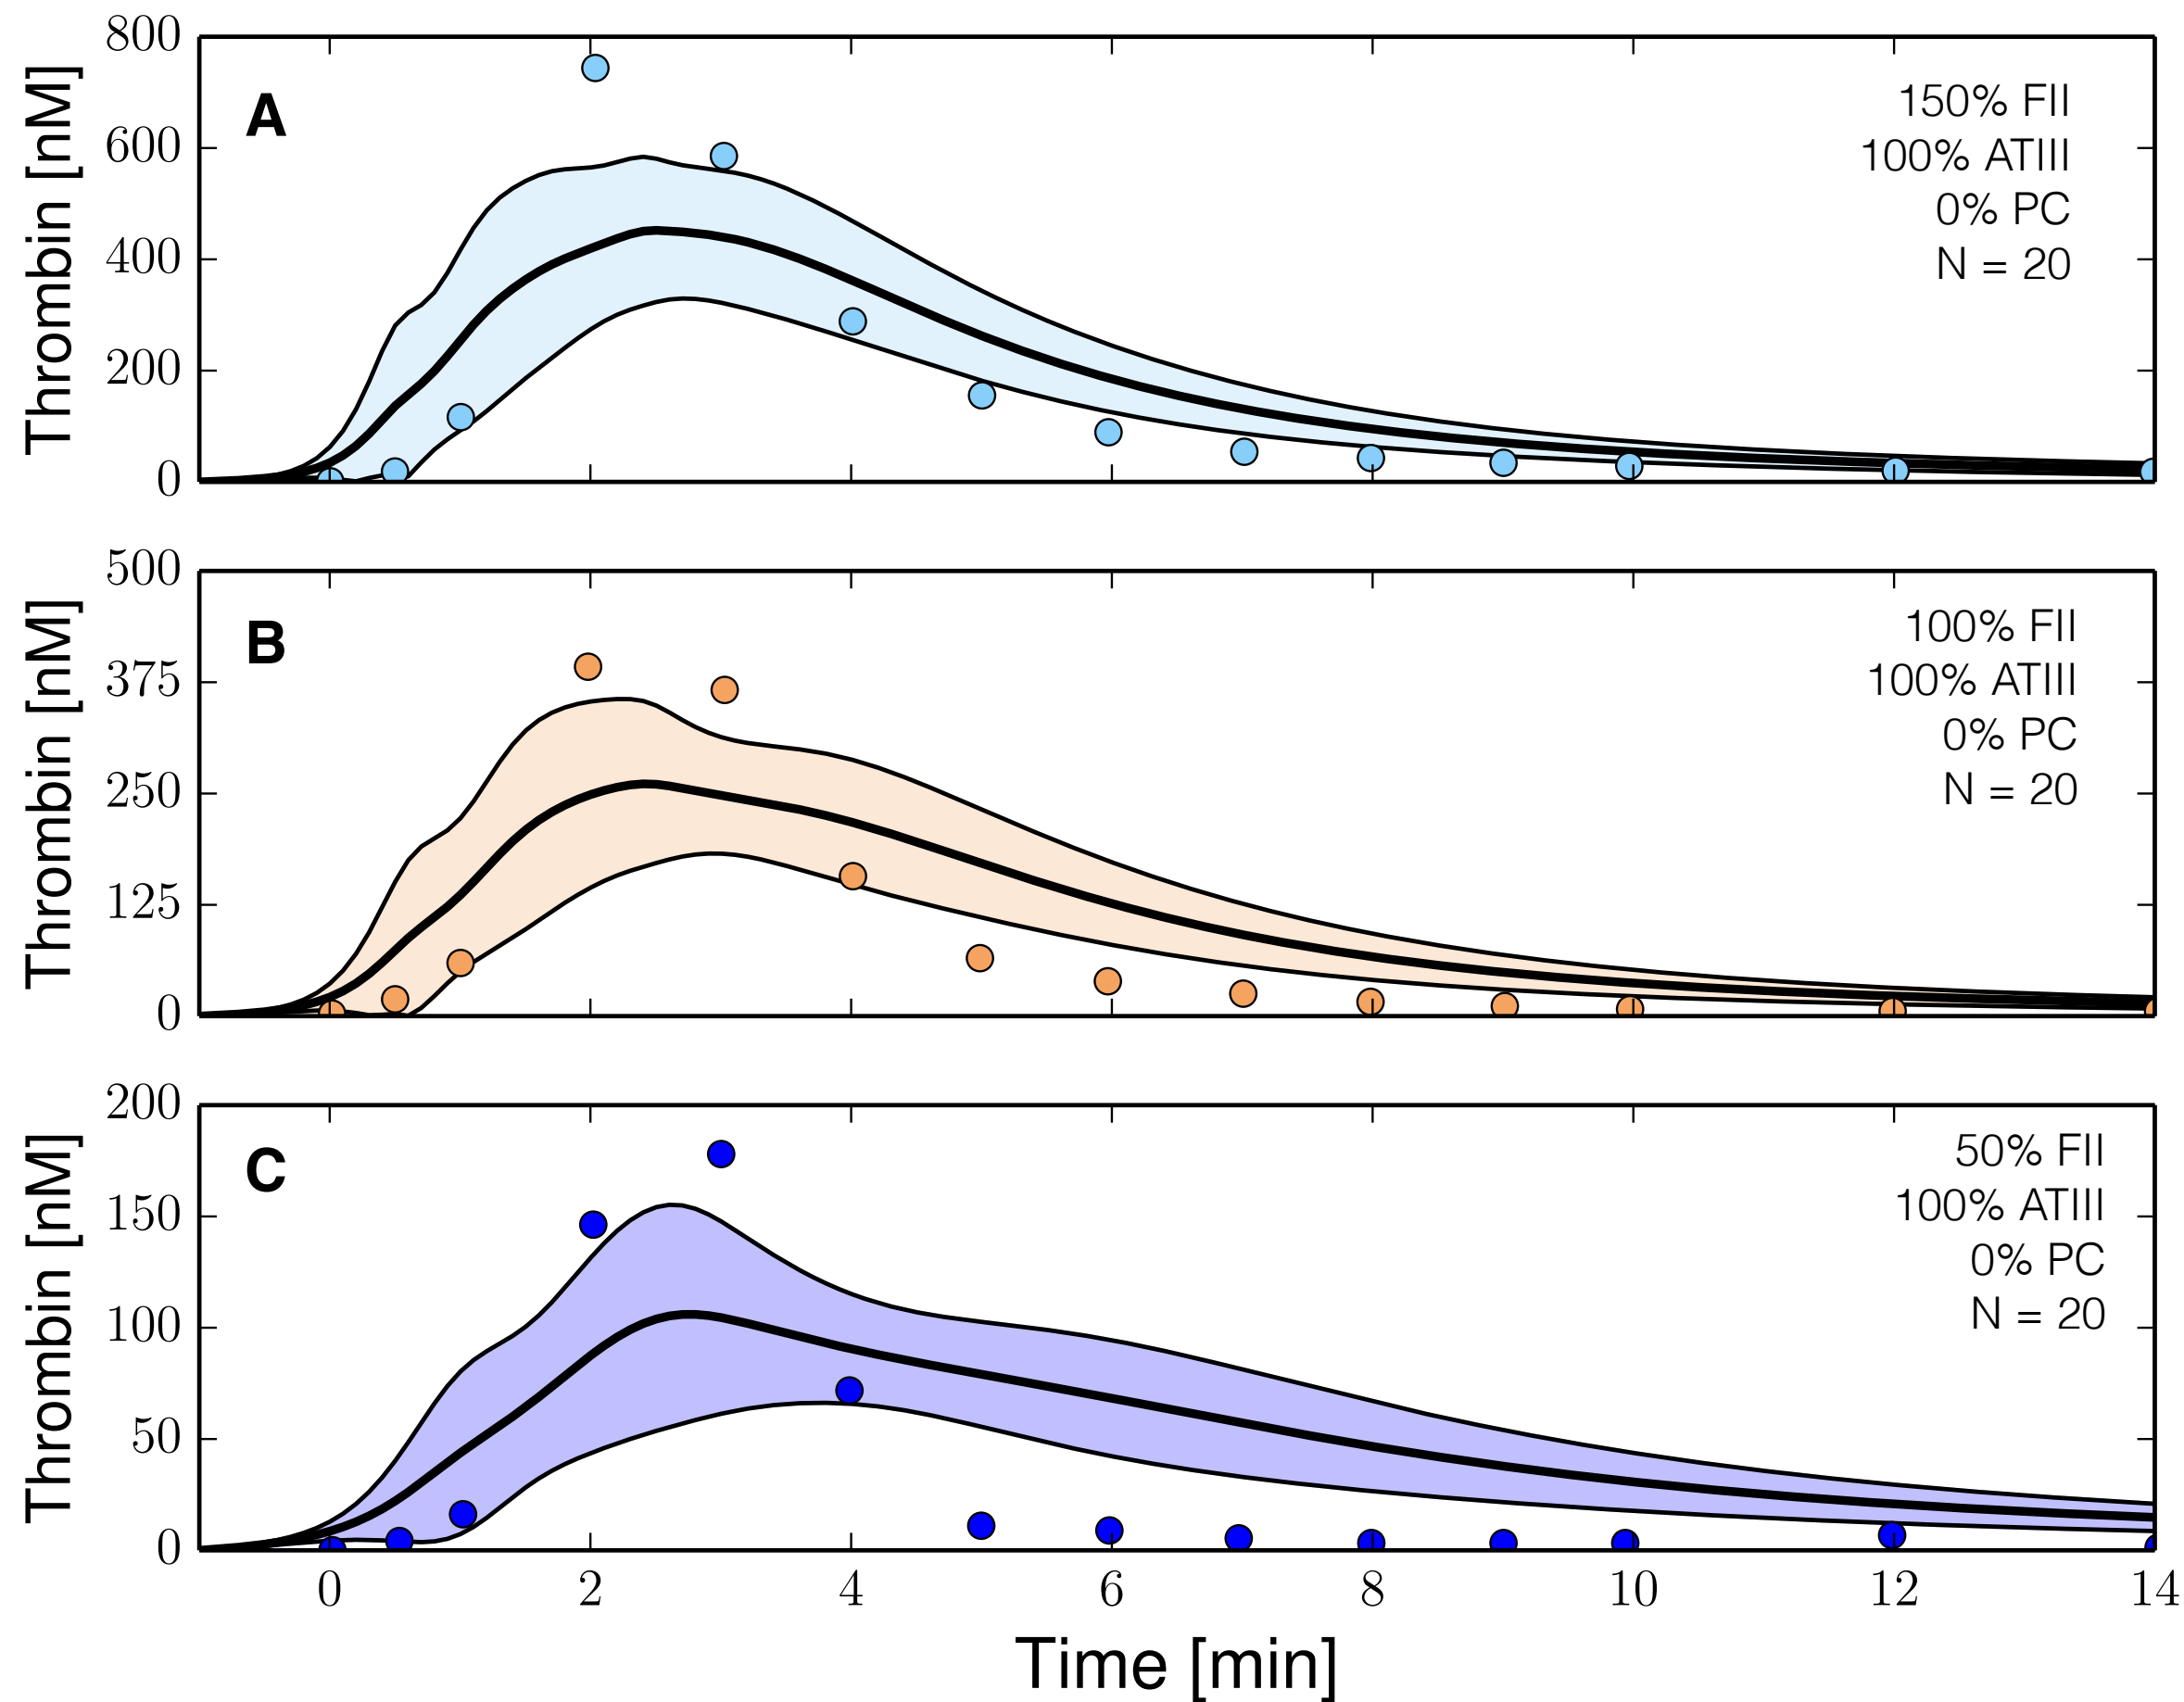 Thrombin [nM]
800
600
400
200
0
A
150% FII
100% ATIII
0% PC
N = 20
Thrombin [nM]
500
375
250
125
0
B
100% FII
100% ATIII
0% PC
N = 20
Thrombin [nM]
200
150
100
50
0
C
50% FII
100% ATIII
0% PC
N = 20
0 2 4 6 8 10 12 14
Time [min]